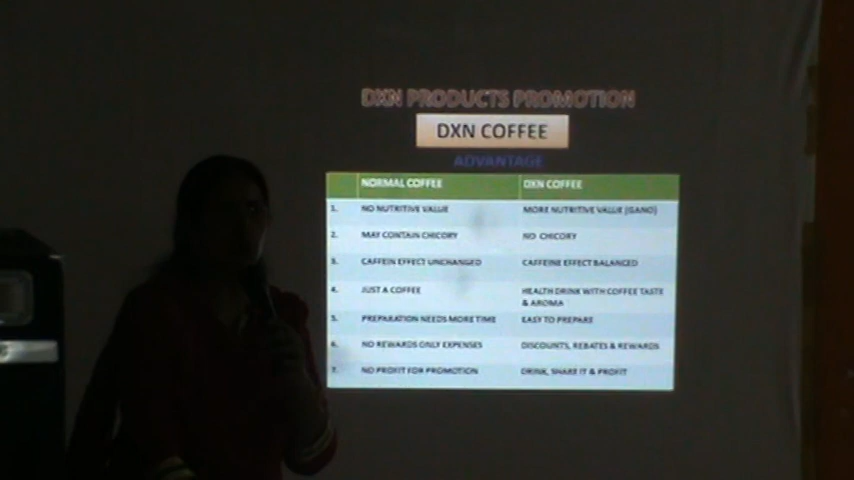 DXN PRODUCTS PROMOTION
DXN COFFEE
ADVANTAGE
NORMAL COFFEE DXN COFFEE
1. NO NUTRITIVE VALUE MORE NUTRITIVE VALUE (GANO)
2. MAY CONTAIN CHICORY NO CHICORY
3. CAFFEIN EFFECT UNCHANGED CAFFEINE EFFECT BALANCED
4. JUST A COFFEE HEALTH DRINK WITH COFFEE TASTE
& AROMA
5. PREPARATION NEEDS MORE TIME EASY TO PREPARE
6. NO REWARDS ONLY EXPENSES DISCOUNTS, REBATES & REWARDS
7. NO PROFIT FOR PROMOTION DRINK, SHARE IT & PROFIT